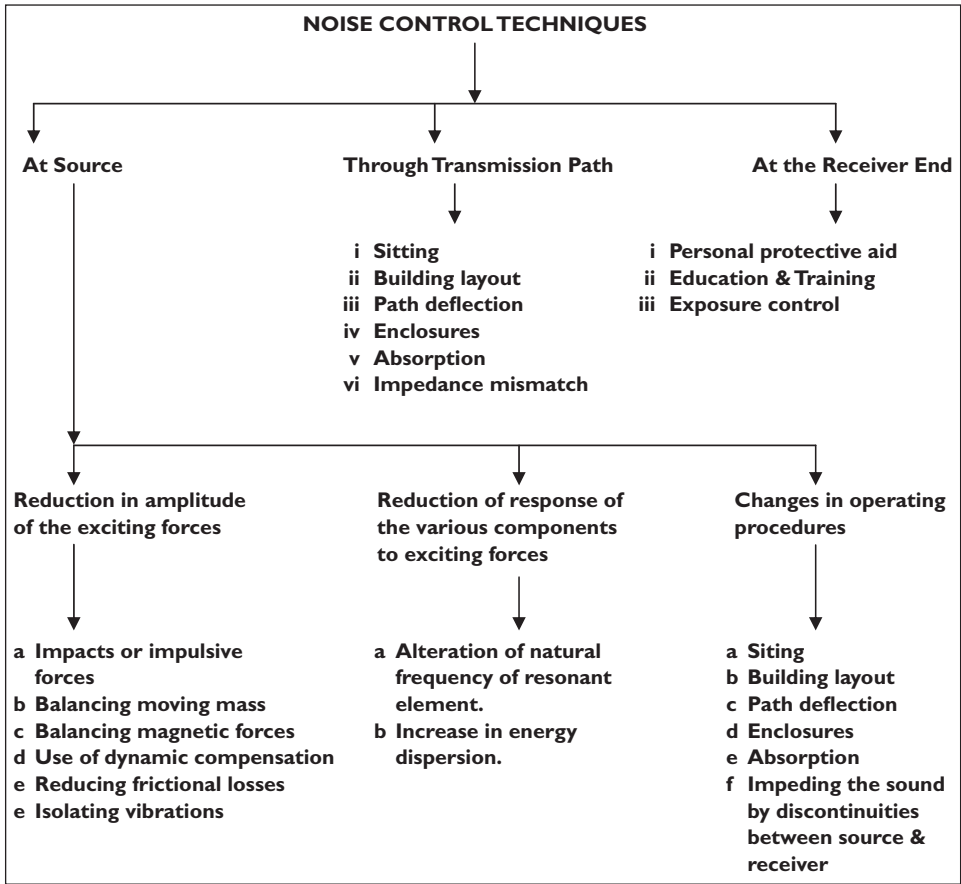 NOISE CONTROL TECHNIQUES
At Source
Through Transmission Path
At the Receiver End
i Sitting
ii Building layout
iii Path deflection
iv Enclosures
v Absorption
vi Impedance mismatch
i Personal protective aid
ii Education & Training
iii Exposure control
Reduction in amplitude
of the exciting forces
Reduction of response of
the various components
to exciting forces
Changes in operating
procedures
a Impacts or impulsive
forces
b Balancing moving mass
c Balancing magnetic forces
d Use of dynamic compensation
e Reducing frictional losses
e Isolating vibrations
a Alteration of natural
frequency of resonant
element.
b Increase in energy
dispersion.
a Siting
b Building layout
c Path deflection
d Enclosures
e Absorption
f Impeding the sound
by discontinuities
between source &
receiver